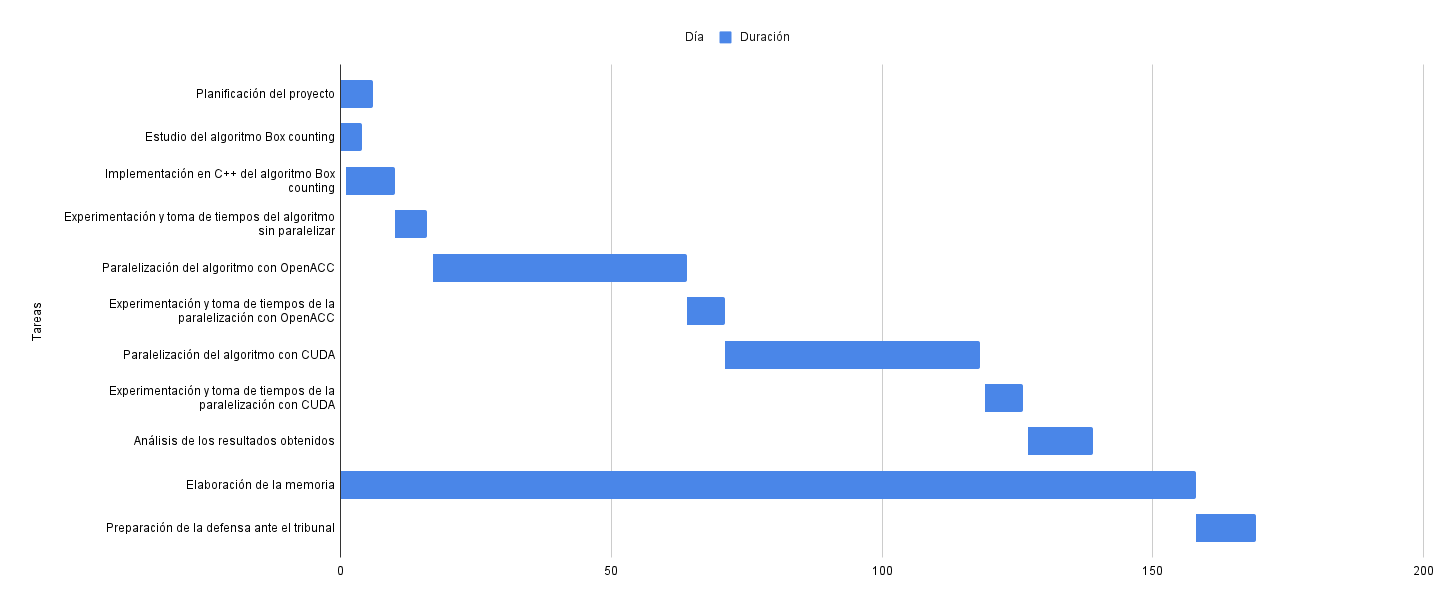 Día Duración
Planificación del proyecto
Estudio del algoritmo Box counting
Implementación en C++ del algoritmo Box
counting
Experimentación y toma de tiempos del algoritmo
sin paralelizar
Paralelización del algoritmo con OpenACC
Experimentación y toma de tiempos de la
paralelización con OpenACC
Paralelización del algoritmo con CUDA
Experimentación y toma de tiempos de la
paralelización con CUDA
Análisis de los resultados obtenidos
Elaboración de la memoria
Preparación de la defensa ante el tribunal
Tareas
0 50 100 150 200